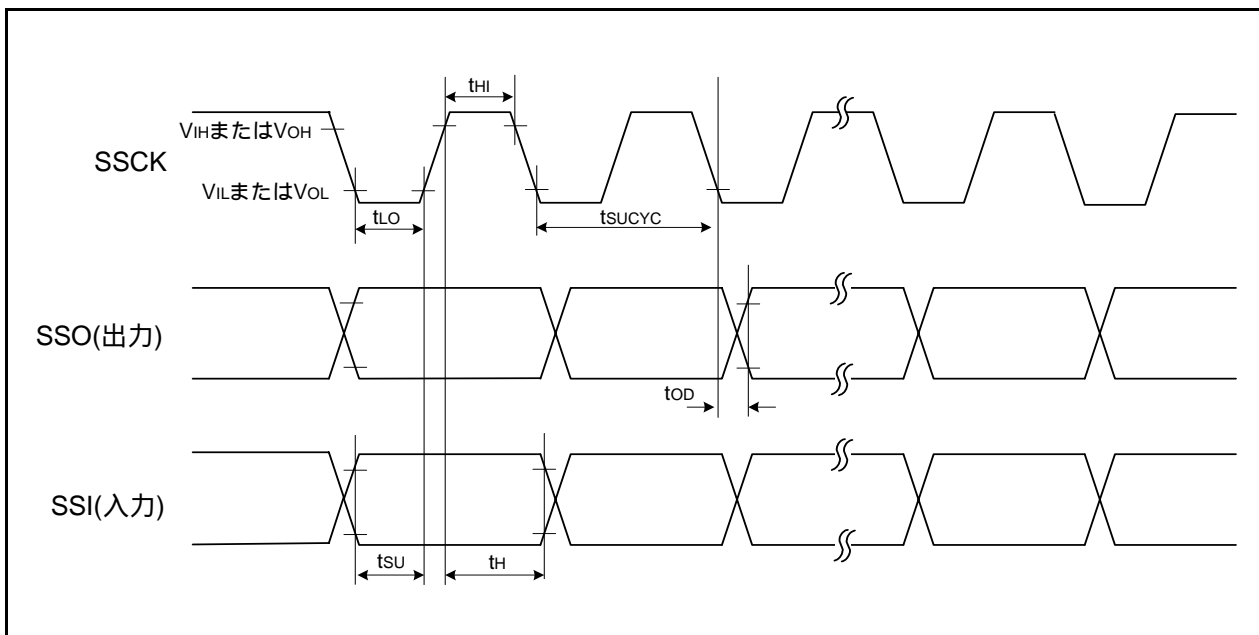 tHI
VIHまたはVOH
SSCK
VILまたはVOL
tLO
tSUCYC
SSO(出力)
tOD
SSI(入力)
tSU
tH